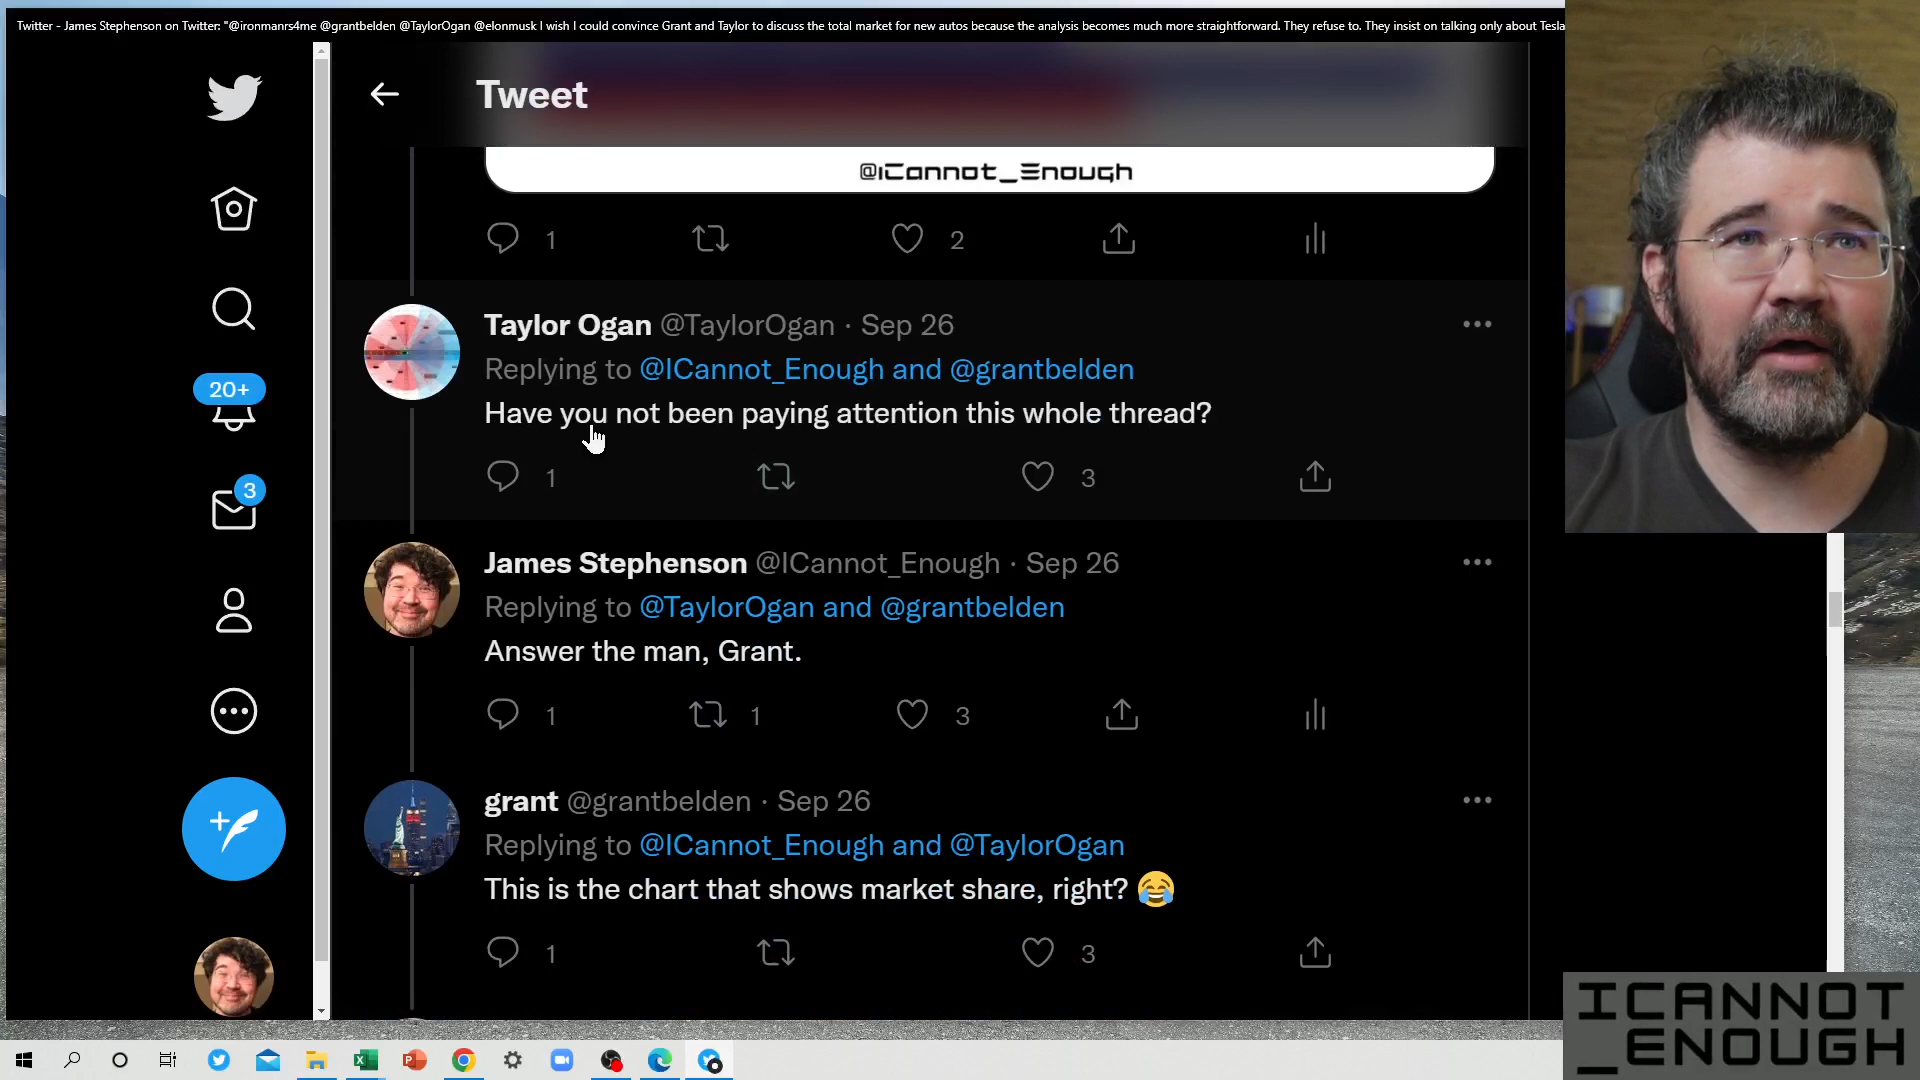 Twitter - James Stephenson on Twitter: "@ironmanrs4me @grantbelden @TaylorOgan @elonmusk I wish I could convince Grant and Taylor to discuss the total market for new autos because the analysis becomes much more straightforward. They refuse to. They insist on talking only about Tesla
Tweet
@iCannot_Enough
1
2
20+
3
Taylor Ogan @TaylorOgan · Sep 26
Replying to @ICannot_Enough and @grantbelden
Have you not been paying attention this whole thread?
1
3
James Stephenson @ICannot_Enough · Sep 26
Replying to @TaylorOgan and @grantbelden
Answer the man, Grant.
1
1
3
grant @grantbelden · Sep 26
Replying to @ICannot_Enough and @TaylorOgan
This is the chart that shows market share, right? 😂
1
3
ICANNOT
_ENOUGH